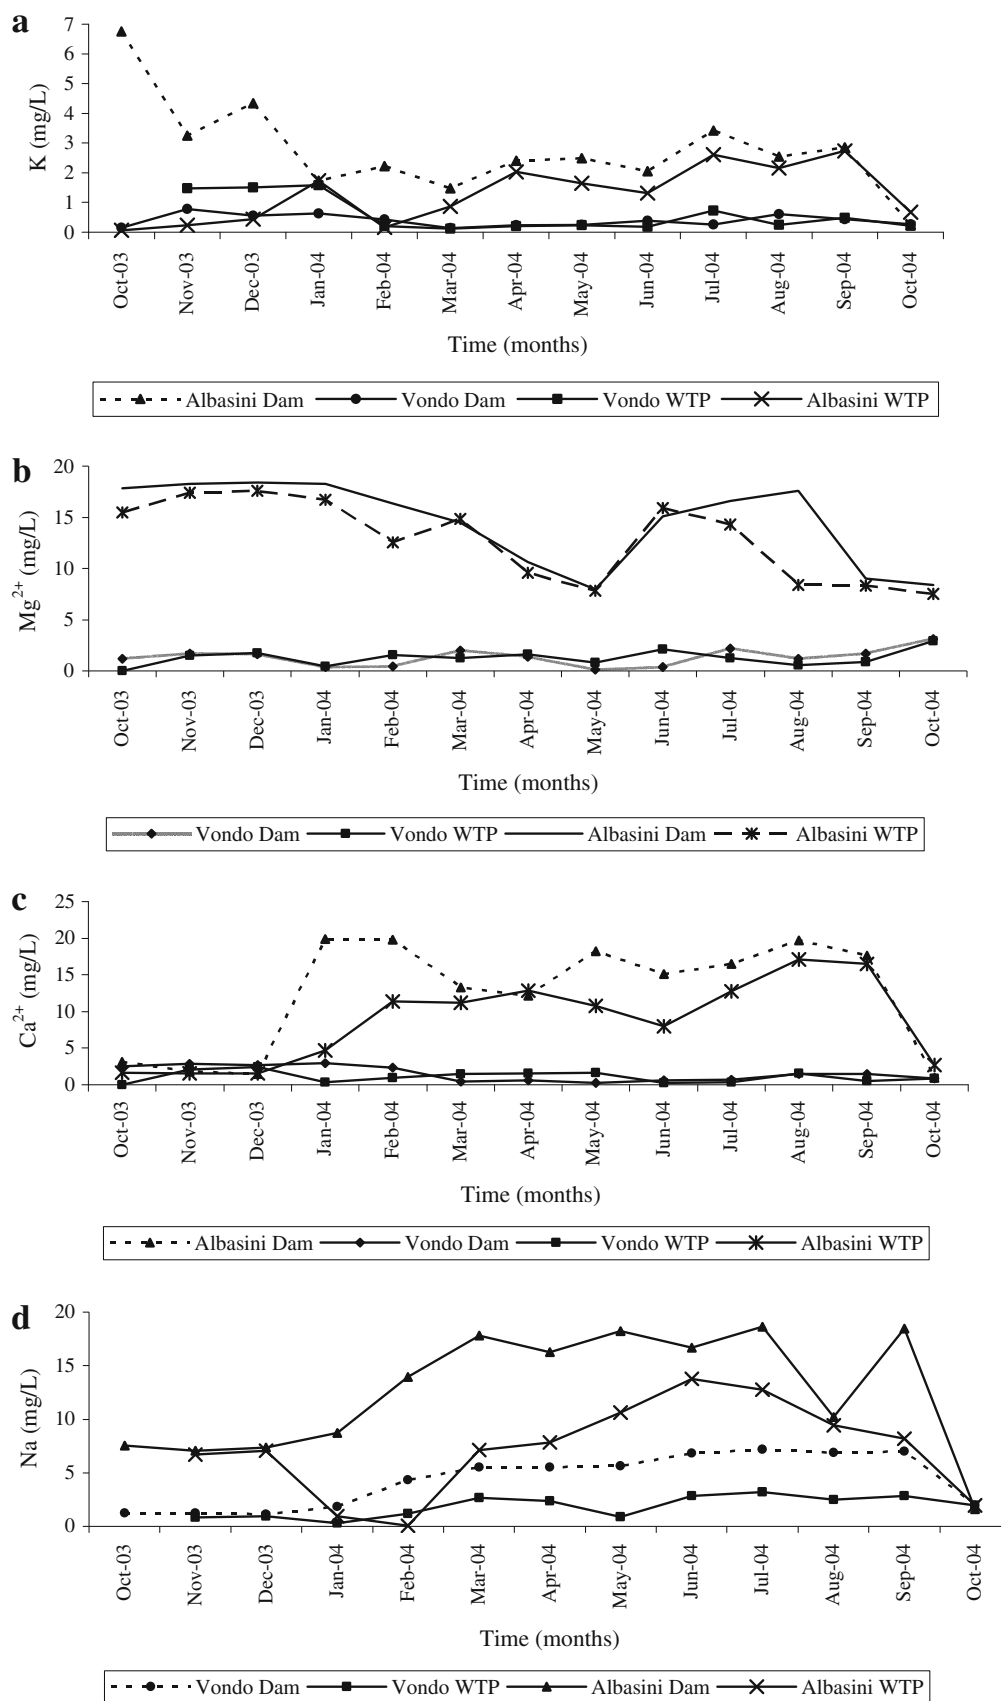 a
K (mg/L)
7
6
5
4
3
2
1
0
Oct-03
Nov-03
Dec-03
Jan-04
Feb-04
Mar-04
Apr-04
May-04
Jun-04
Jul-04
Aug-04
Sep-04
Oct-04
Time (months)
Albasini Dam Vondo Dam Vondo WTP Albasini WTP
b
Mg2+ (mg/L)
20
15
10
5
0
Oct-03
Nov-03
Dec-03
Jan-04
Feb-04
Mar-04
Apr-04
May-04
Jun-04
Jul-04
Aug-04
Sep-04
Oct-04
Time (months)
Vondo Dam Vondo WTP Albasini Dam Albasini WTP
c
Ca2+ (mg/L)
25
20
15
10
5
0
Oct-03
Nov-03
Dec-03
Jan-04
Feb-04
Mar-04
Apr-04
May-04
Jun-04
Jul-04
Aug-04
Sep-04
Oct-04
Time (months)
Albasini Dam Vondo Dam Vondo WTP Albasini WTP
d
Na (mg/L)
20
15
10
5
0
Oct-03
Nov-03
Dec-03
Jan-04
Feb-04
Mar-04
Apr-04
May-04
Jun-04
Jul-04
Aug-04
Sep-04
Oct-04
Time (months)
Vondo Dam Vondo WTP Albasini Dam Albasini WTP